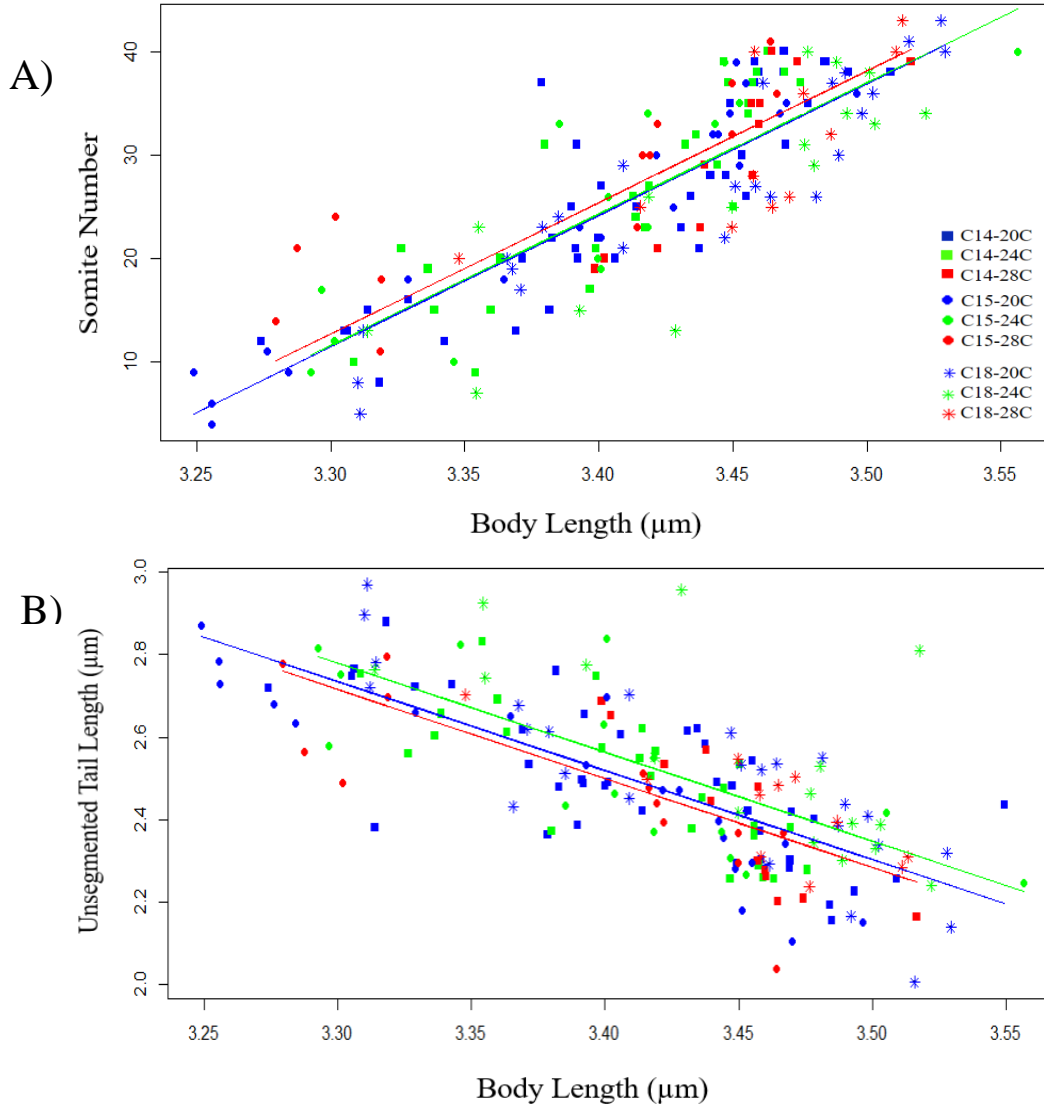 A)
Somite Number
40
30
20
10
C14-20C
C14-24C
C14-28C
C15-20C
C15-24C
C15-28C
C18-20C
C18-24C
C18-28C
3.25 3.30 3.35 3.40 3.45 3.50 3.55
Body Length (µm)
B)
Unsegmented Tail Length (µm)
3.0
2.8
2.6
2.4
2.2
2.0
3.25 3.30 3.35 3.40 3.45 3.50 3.55
Body Length (µm)